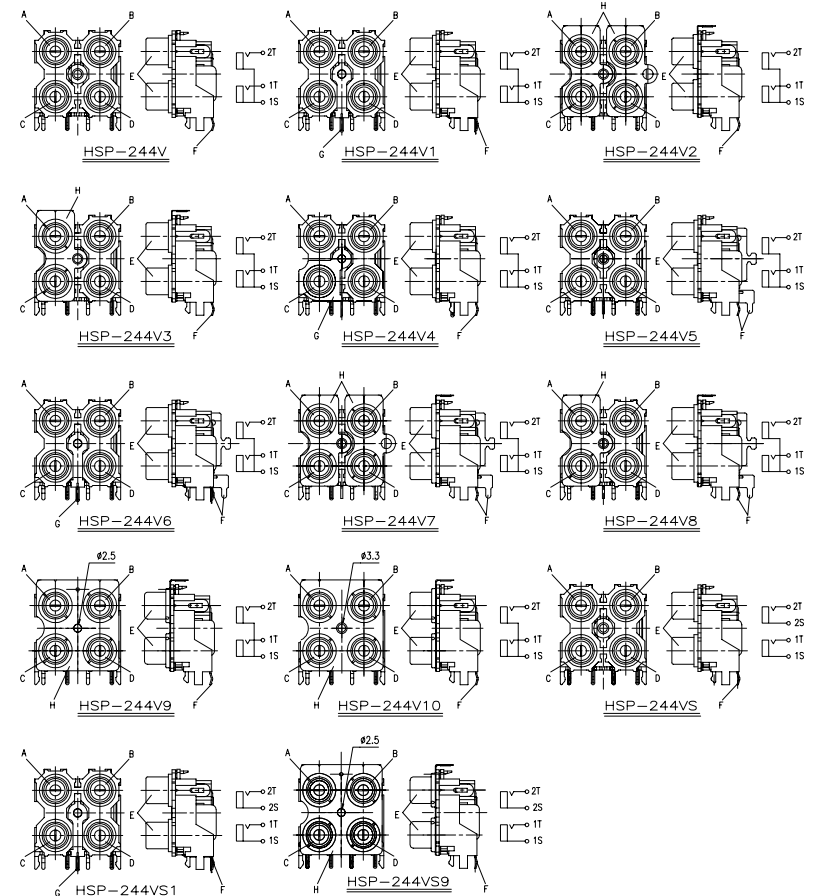 A B E C D F 2T 1T 1S
HSP-244V
A B E C D G F 2T 1T 1S
HSP-244V1
A H B E C D F 2T 1T 1S
HSP-244V2
A H B E C D F 2T 1T 1S
HSP-244V3
A B E C D G F 2T 1T 1S
HSP-244V4
A B E C D F 2T 1T 1S
HSP-244V5
A B E C D G F 2T 1T 1S
HSP-244V6
A H B E C D F 2T 1T 1S
HSP-244V7
A H B E C D F 2T 1T 1S
HSP-244V8
A ø2.5 B E C D H F 2T 1T 1S
HSP-244V9
A ø3.3 B E C D H F 2T 1T 1S
HSP-244V10
A B E C D F 2T 2S 1T 1S
HSP-244VS
A B E C D G F 2T 2S 1T 1S
HSP-244VS1
A ø2.5 B E C D H F 2T 2S 1T 1S
HSP-244VS9